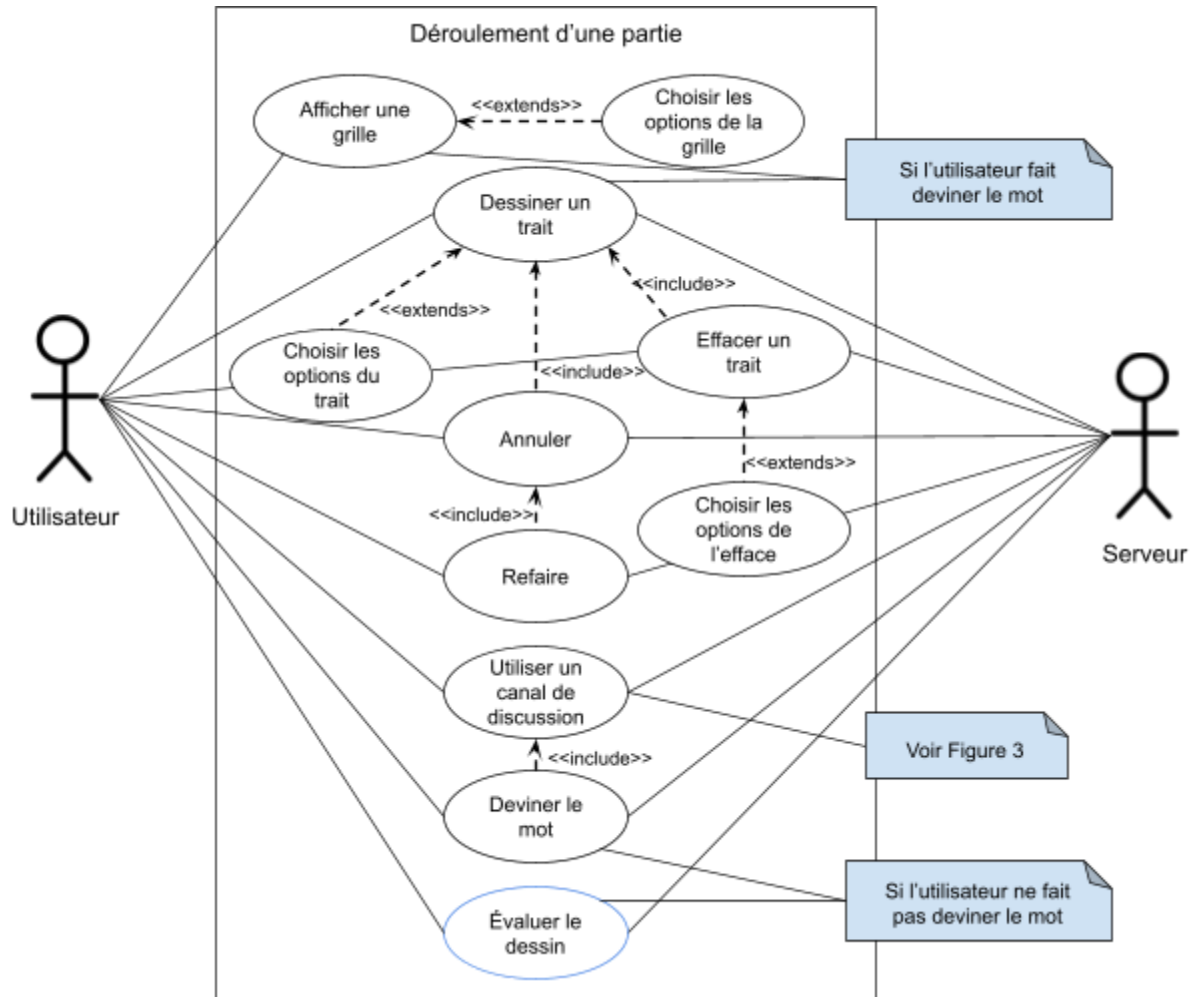 Déroulement d'une partie
Afficher une
grille
<<extends>>
Choisir les
options de la
grille
Si l'utilisateur fait
deviner le mot
Dessiner un
trait
<<include>>
<<extends>>
Effacer un
trait
Choisir les
options du
trait
<<include>>
Annuler
<<extends>>
Utilisateur
<<include>>
Choisir les
options de
l'efface
Serveur
Refaire
Utiliser un
canal de
discussion
Voir Figure 3
<<include>>
Deviner le
mot
Si l'utilisateur ne fait
pas deviner le mot
Évaluer le
dessin